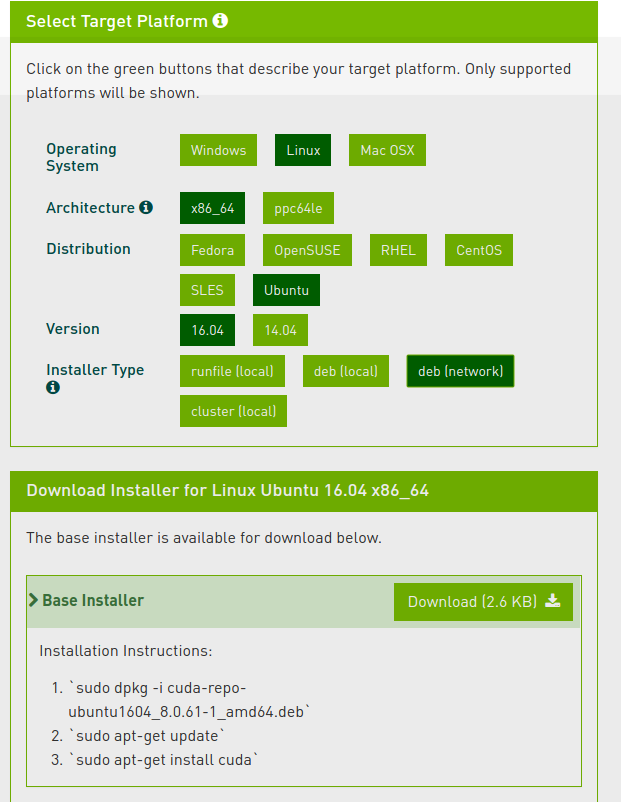 Select Target Platform
Click on the green buttons that describe your target platform. Only supported
platforms will be shown.
Operating
System
Windows
Linux
Mac OSX
Architecture
x86_64
ppc64le
Distribution
Fedora
OpenSUSE
RHEL
CentOS
SLES
Ubuntu
Version
16.04
14.04
Installer Type
runfile (local)
deb (local)
deb (network)
cluster (local)
Download Installer for Linux Ubuntu 16.04 x86_64
The base installer is available for download below.
Base Installer
Download (2.6 KB)
Installation Instructions:
1. `sudo dpkg -i cuda-repo-
ubuntu1604_8.0.61-1_amd64.deb`
2. `sudo apt-get update`
3. `sudo apt-get install cuda`